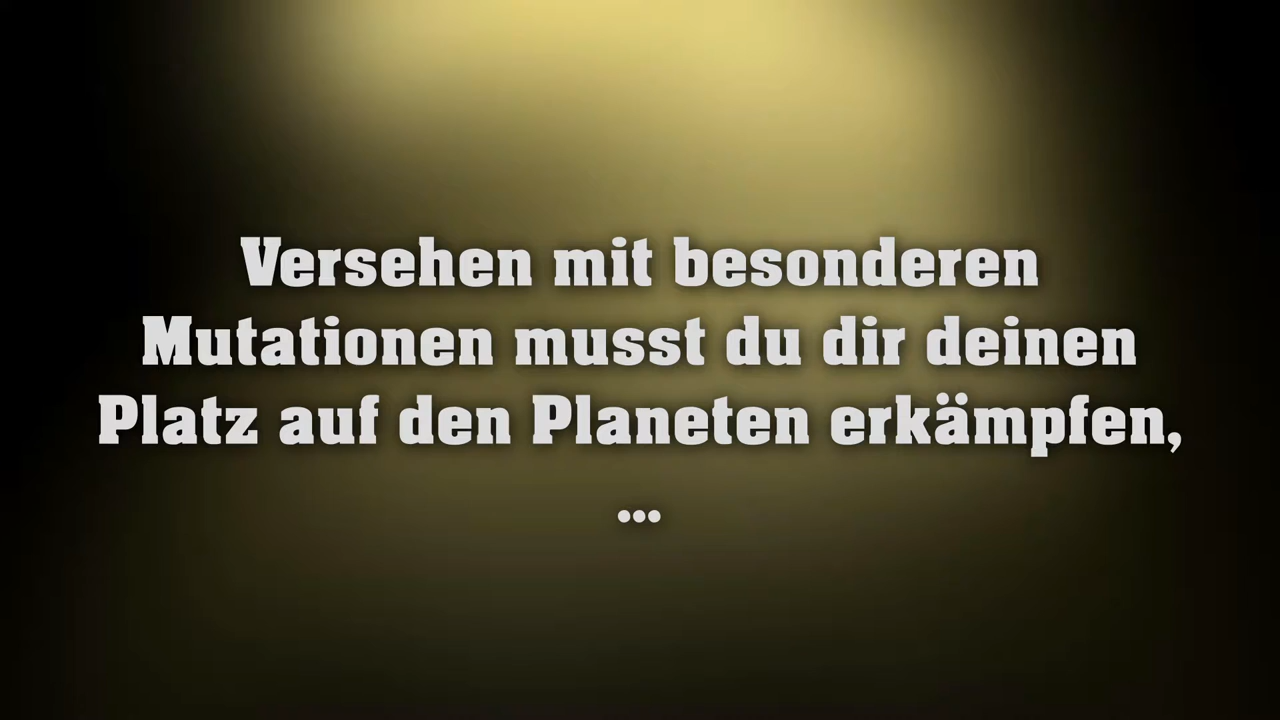 Versehen mit besonderen
Mutationen musst du dir deinen
Platz auf den Planeten erkämpfen,
...